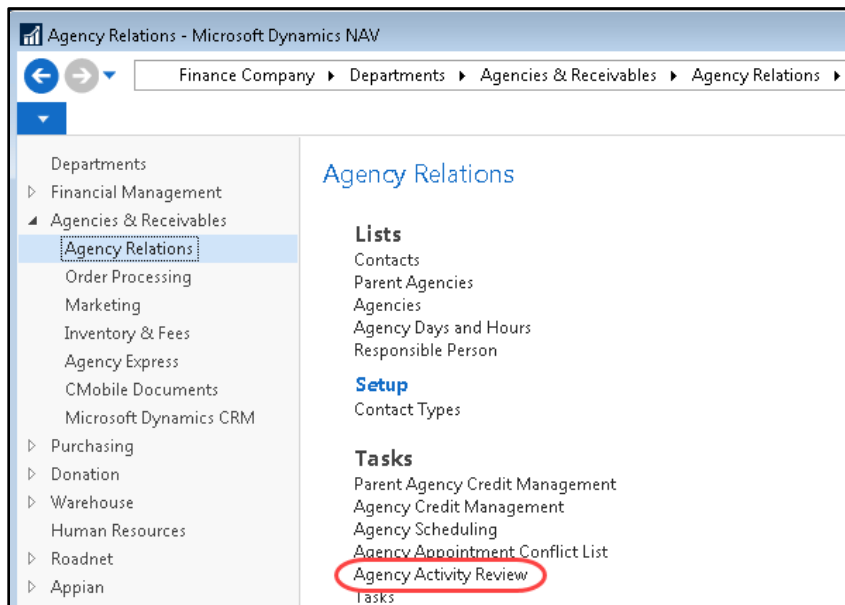 Agency Relations - Microsoft Dynamics NAV
Finance Company ▸ Departments ▸ Agencies & Receivables ▸ Agency Relations ▸
Departments
Financial Management
Agencies & Receivables
Agency Relations
Order Processing
Marketing
Inventory & Fees
Agency Express
CMobile Documents
Microsoft Dynamics CRM
Purchasing
Donation
Warehouse
Human Resources
Roadnet
Appian
Agency Relations
Lists
Contacts
Parent Agencies
Agencies
Agency Days and Hours
Responsible Person
Setup
Contact Types
Tasks
Parent Agency Credit Management
Agency Credit Management
Agency Scheduling
Agency Appointment Conflict List
Agency Activity Review
Tasks